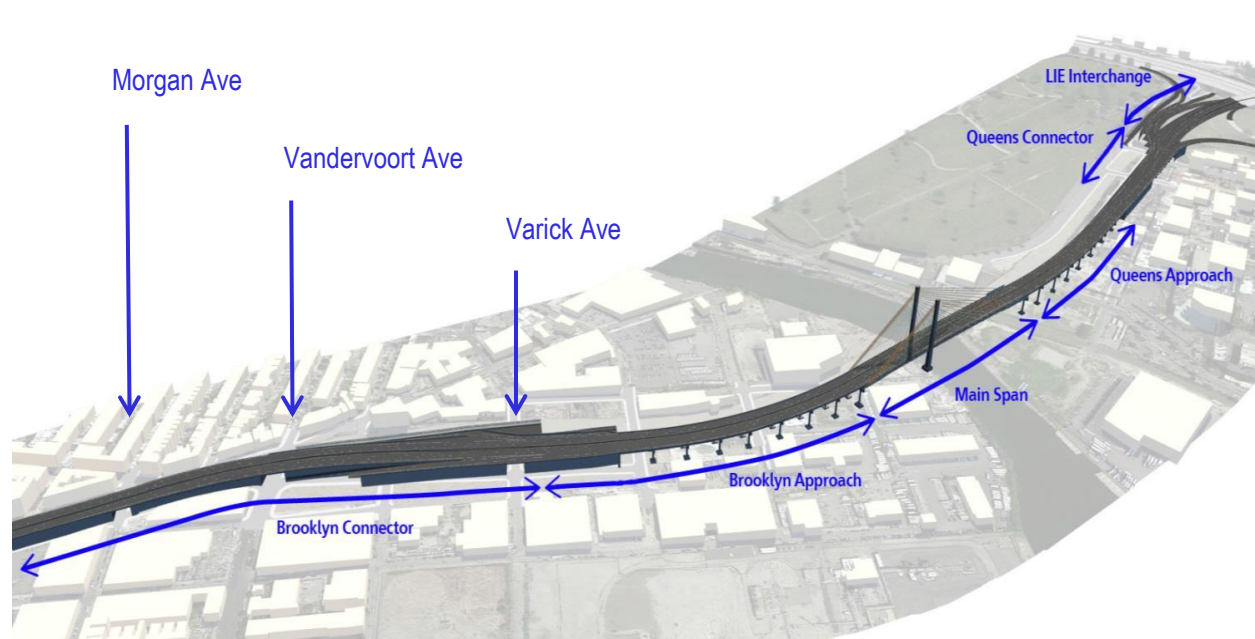 Morgan Ave
Vandervoort Ave
Varick Ave
LIE Interchange
Queens Connector
Queens Approach
Main Span
Brooklyn Approach
Brooklyn Connector